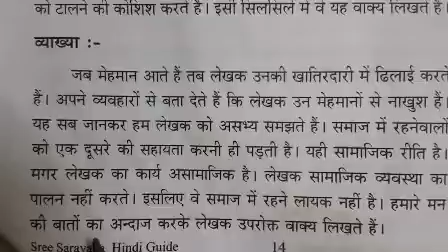 को टालने की कोशिश करते हैं। इसी सिलसिले में वे यह वाक्य लिखते हैं।
व्याख्या :-
जब मेहमान आते हैं तब लेखक उनकी खातिरदारी में ढिलाई करते
हैं। अपने व्यवहारों से बता देते हैं कि लेखक उन मेहमानों से नाखुश हैं।
यह सब जानकर हम लेखक को असभ्य समझते हैं। समाज में रहनेवालों
को एक दूसरे की सहायता करनी ही पड़ती है। यही सामाजिक रीति है।
मगर लेखक का कार्य असामाजिक है। लेखक सामाजिक व्यवस्था का
पालन नहीं करते। इसलिए वे समाज में रहने लायक नहीं है। हमारे मन
की बातों का अन्दाज करके लेखक उपरोक्त वाक्य लिखते हैं।
Sree Hindi Guide 14